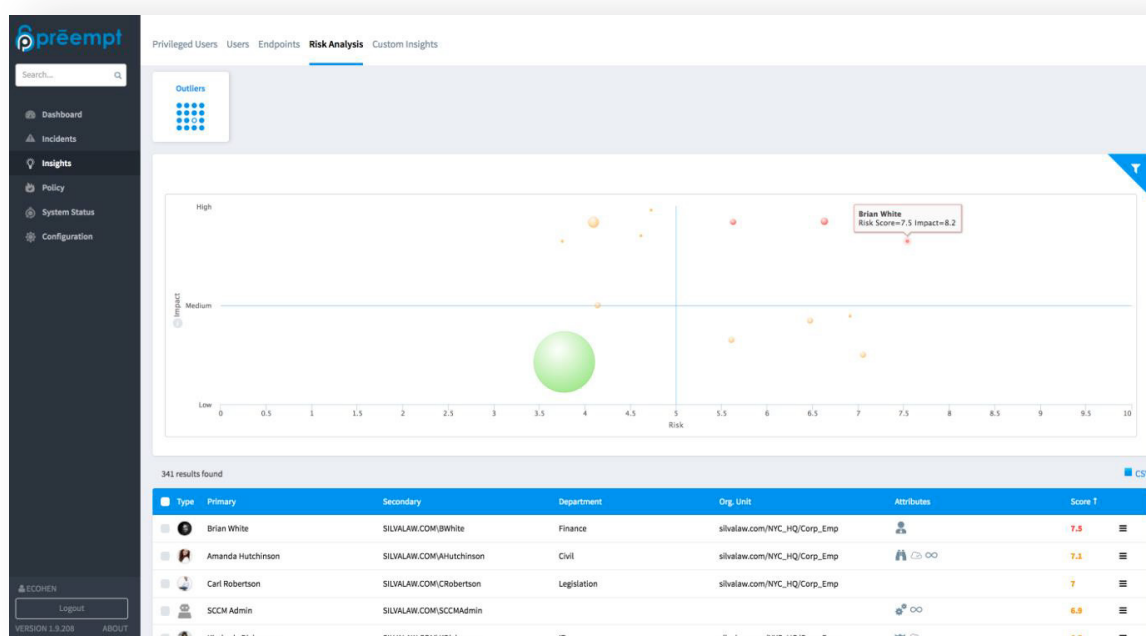 prēempt
Search...
Dashboard
Incidents
Insights
Policy
System Status
Configuration
ECOHEN
Logout
VERSION 1.9.208 ABOUT
Privileged Users Users Endpoints Risk Analysis Custom Insights
Outliers
High
Brian White
Risk Score=7.5 Impact=8.2
Impact
Medium
Low
0 0.5 1 1.5 2 2.5 3 3.5 4 4.5 5 5.5 6 6.5 7 7.5 8 8.5 9 9.5 10
Risk
341 results found
Type Primary Secondary Department Org. Unit Attributes Score ↑
Brian White SILVALAW.COM\BWhite Finance silvalaw.com/NYC_HQ/Corp_Emp 7.5
Amanda Hutchinson SILVALAW.COM\AHutchinson Civil silvalaw.com/NYC_HQ/Corp_Emp 7.1
Carl Robertson SILVALAW.COM\CRobertson Legislation silvalaw.com/NYC_HQ/Corp_Emp 7
SCCM Admin SILVALAW.COM\SCCMAdmin 6.9